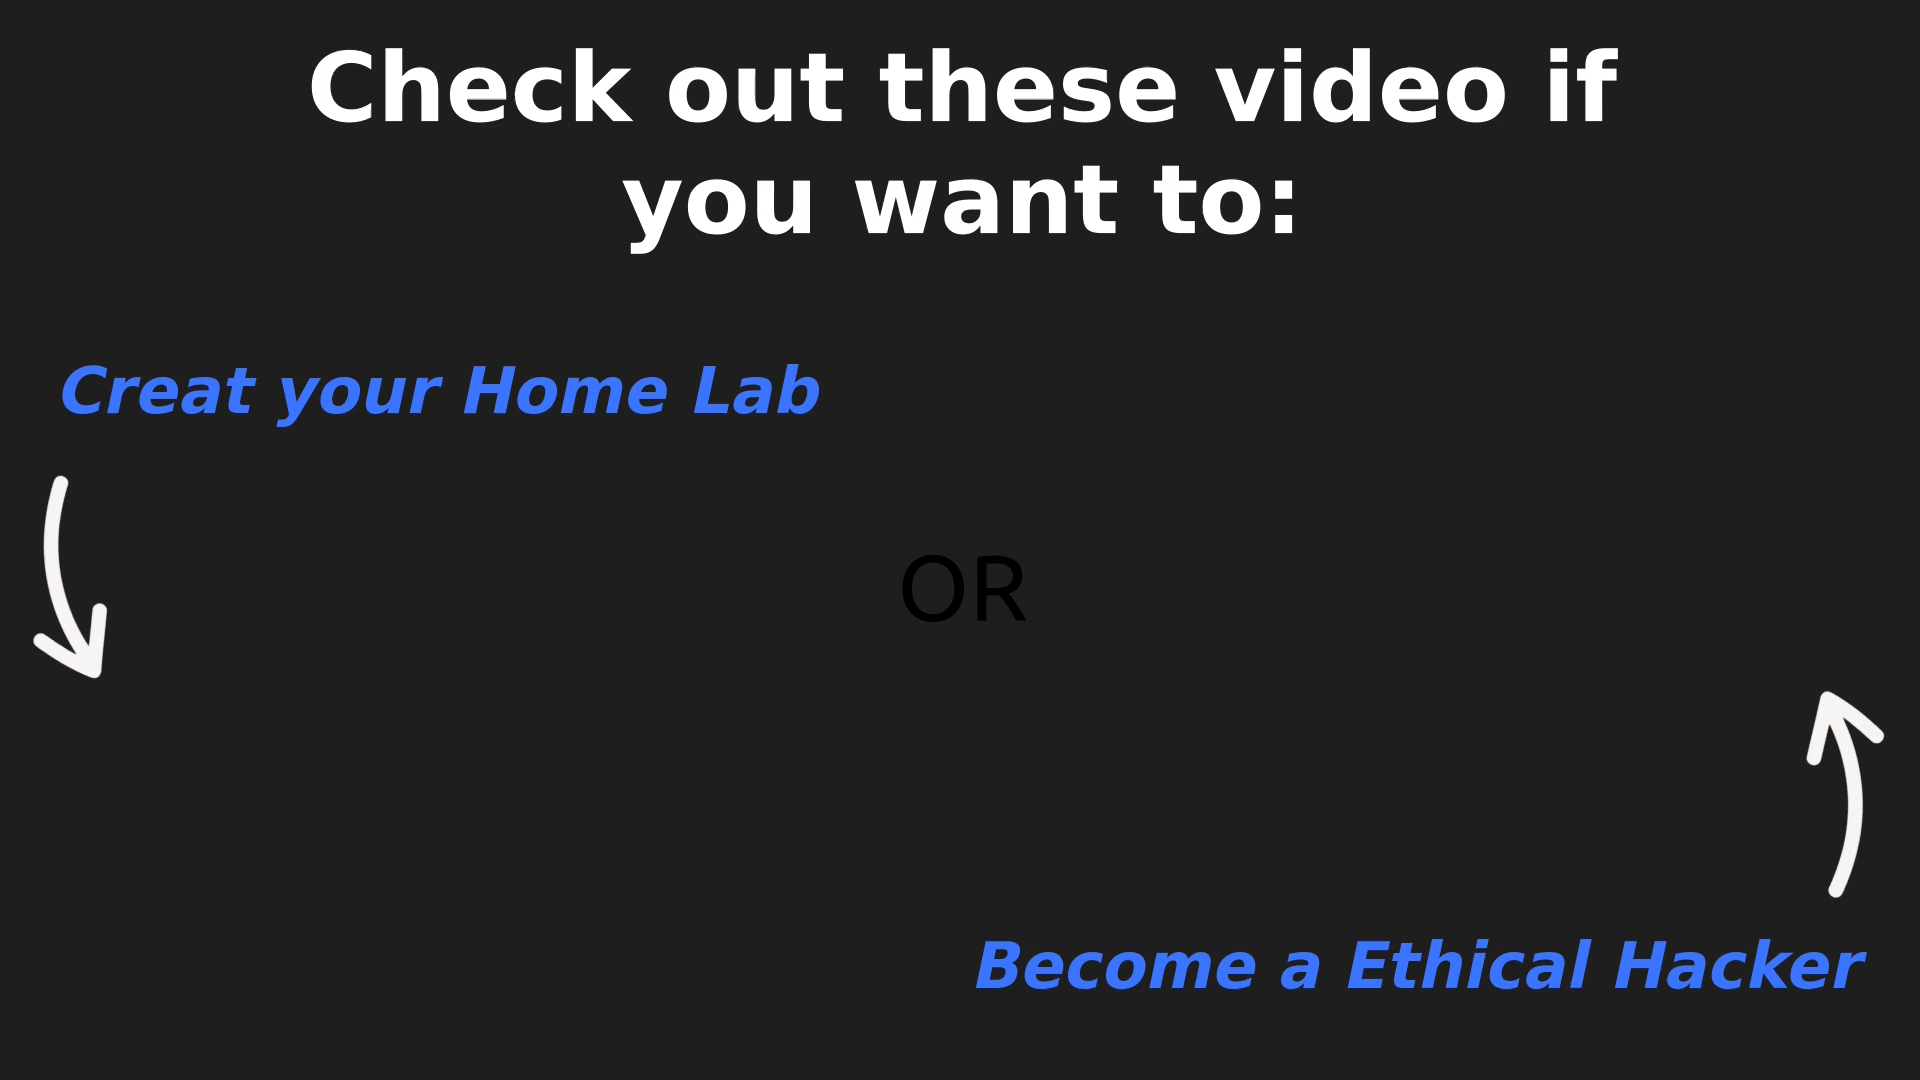 Check out these video if
you want to:
Creat your Home Lab
OR
Become a Ethical Hacker